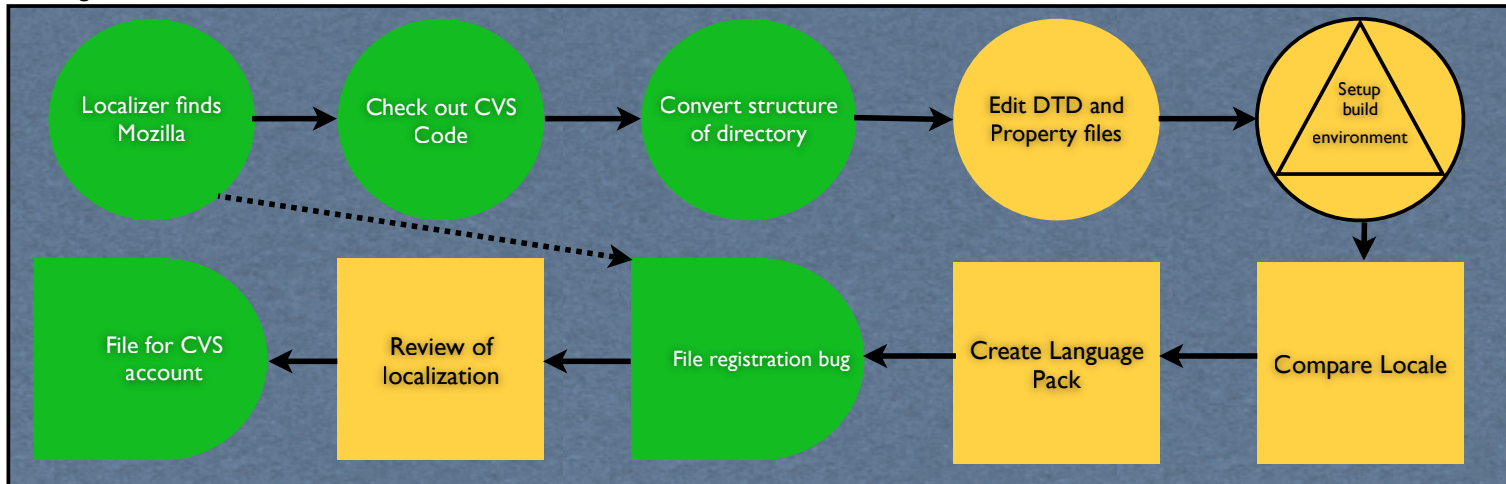 Localizer finds
Mozilla
Check out CVS
Code
Convert structure
of directory
Edit DTD and
Property files
Setup
build
environment
File for CVS
account
Review of
localization
File registration bug
Create Language
Pack
Compare Locale